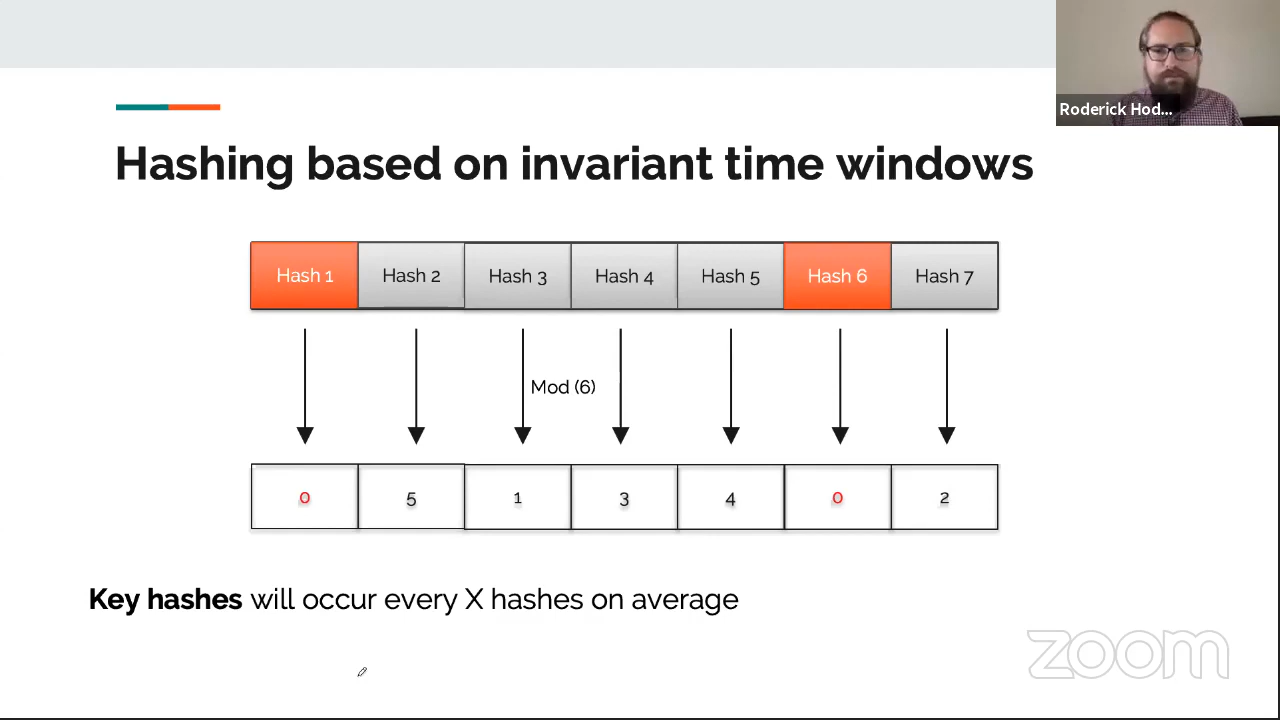 Roderick Hod...
Hashing based on invariant time windows
Hash 1 Hash 2 Hash 3 Hash 4 Hash 5 Hash 6 Hash 7
Mod (6)
0 5 1 3 4 0 2
Key hashes will occur every X hashes on average
zoom